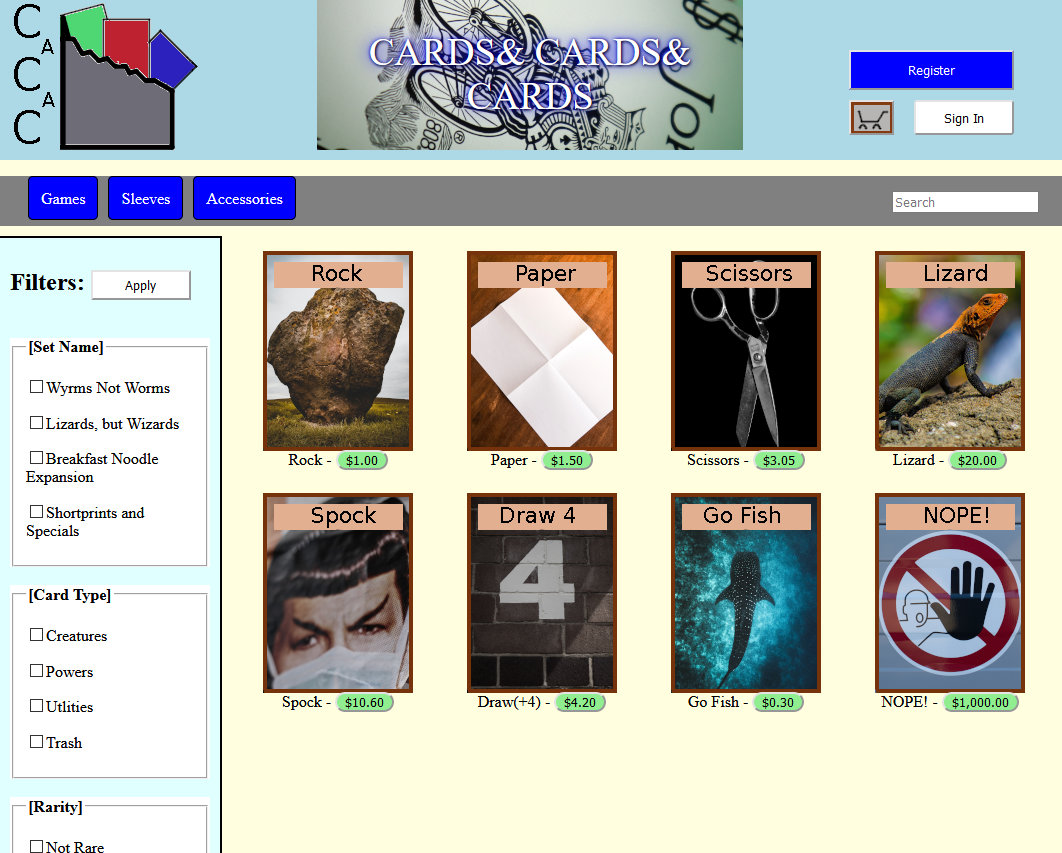 C
A
C
A
C
CARDS& CARDS&
CARDS
808
Jo
$
Register
Sign In
Games
Sleeves
Accessories
Search
Filters:
Apply
[Set Name]
Wyrms Not Worms
Lizards, but Wizards
Breakfast Noodle
Expansion
Shortprints and
Specials
[Card Type]
Creatures
Powers
Utlities
Trash
[Rarity]
Not Rare
Rock
Paper
Scissors
Lizard
Rock - $1.00
Paper - $1.50
Scissors - $3.05
Lizard - $20.00
Spock
Draw 4
Go Fish
NOPE!
4
Spock - $10.60
Draw(+4) - $4.20
Go Fish - $0.30
NOPE! - $1,000.00